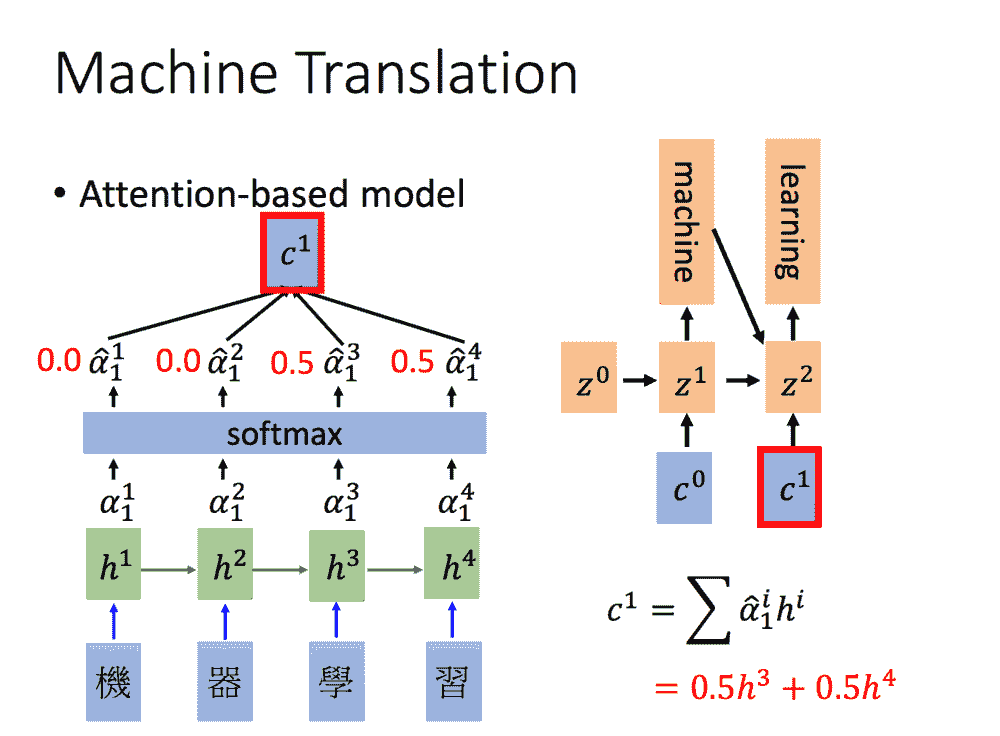 Machine Translation
• Attention-based model
c¹
0.0 α̂₁¹ 0.0 α̂₁² 0.5 α̂₁³ 0.5 α̂₁⁴
softmax
α₁¹ α₁² α₁³ α₁⁴
h¹ h² h³ h⁴
機 器 學 習
machine learning
z⁰ z¹ z²
c⁰ c¹
c¹ = ∑ α̂₁ⁱhⁱ
= 0.5h³ + 0.5h⁴